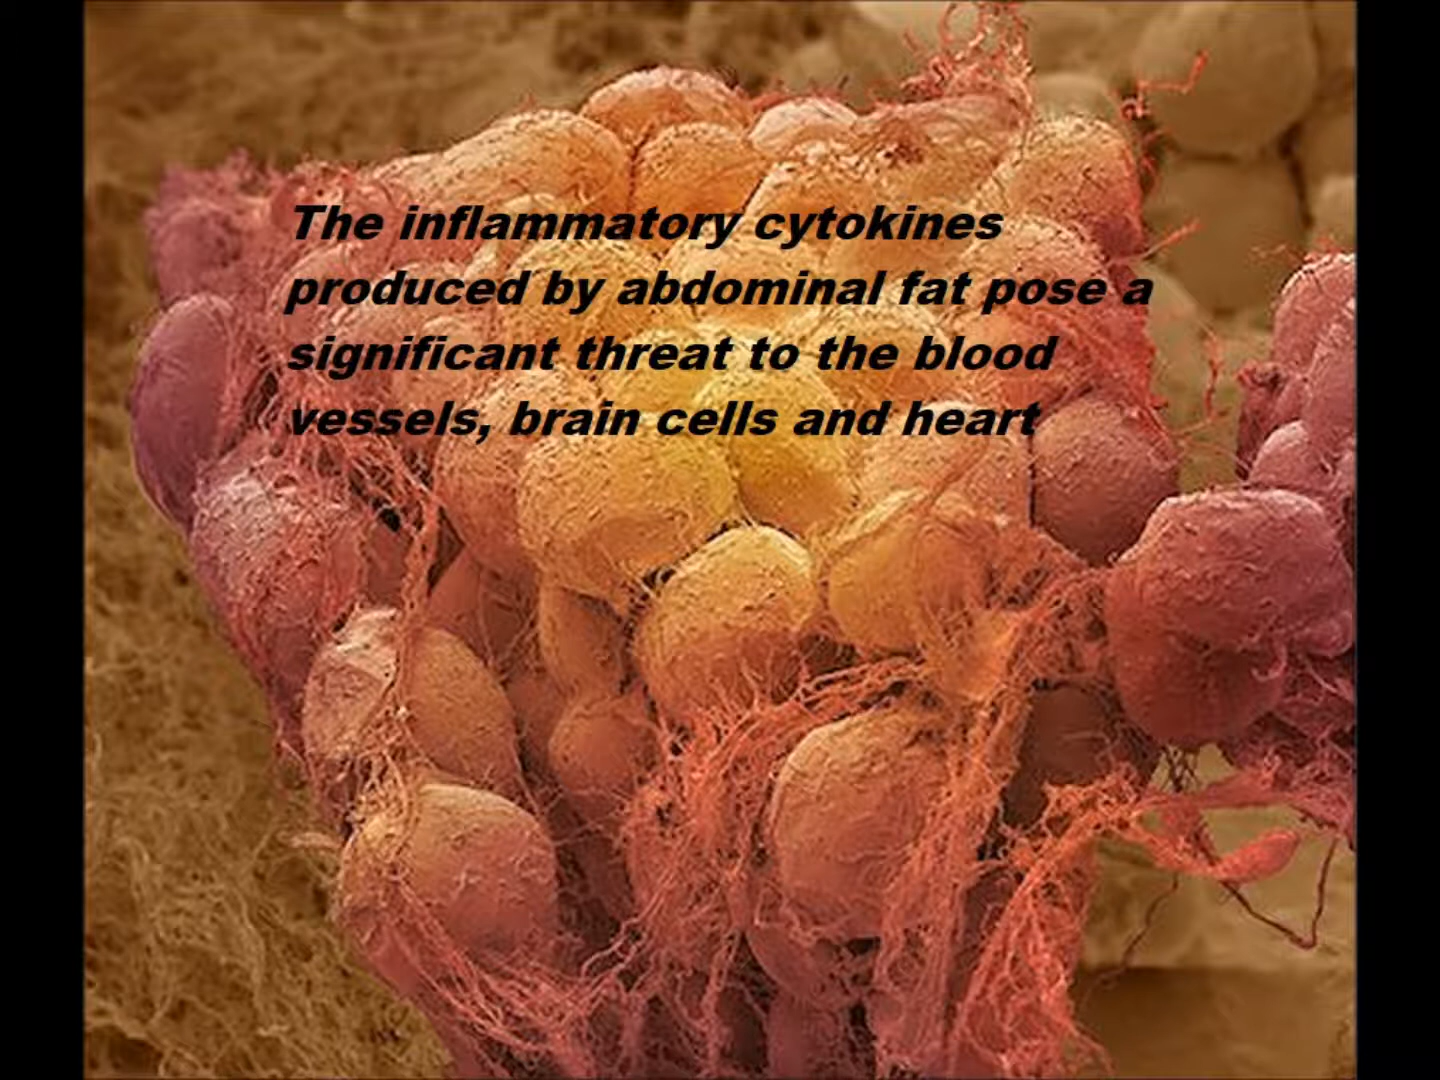 The inflammatory cytokines
produced by abdominal fat pose a
significant threat to the blood
vessels, brain cells and heart